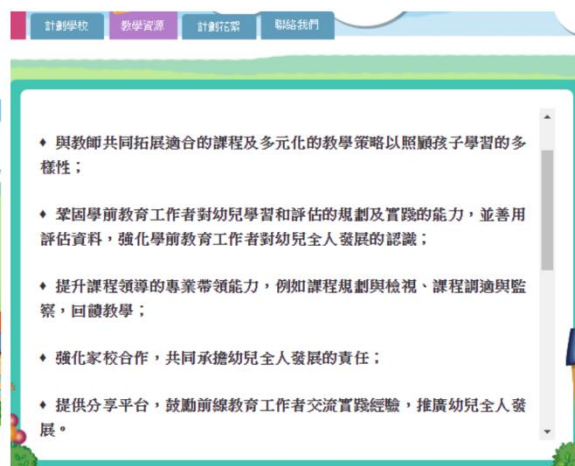 計劃學校 教學資源 計劃花絮 聯絡我們
♦ 與教師共同拓展適合的課程及多元化的教學策略以照顧孩子學習的多
樣性；
♦ 鞏固學前教育工作者對幼兒學習和評估的規劃及實踐的能力，並善用
評估資料，強化學前教育工作者對幼兒全人發展的認識；
♦ 提升課程領導的專業帶領能力，例如課程規劃與檢視、課程調適與監
察，回饋教學；
♦ 強化家校合作，共同承擔幼兒全人發展的責任；
♦ 提供分享平台，鼓勵前線教育工作者交流實踐經驗，推廣幼兒全人發
展。